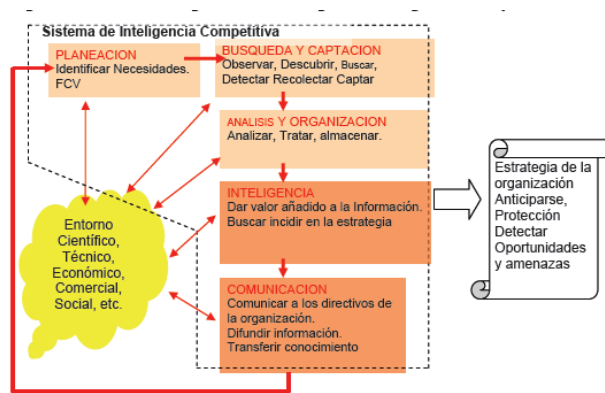 Sistema de Inteligencia Competitiva
PLANEACION
Identificar Necesidades.
FCV
BUSQUEDA Y CAPTACION
Observar, Descubrir, Buscar,
Detectar Recolectar Captar
ANALISIS Y ORGANIZACION
Analizar, Tratar, almacenar.
INTELIGENCIA
Dar valor añadido a la Información.
Buscar incidir en la estrategia
COMUNICACION
Comunicar a los directivos de
la organización.
Difundir información.
Transferir conocimiento
Entorno
Científico,
Técnico,
Económico,
Comercial,
Social, etc.
Estrategia de la
organización
Anticiparse,
Protección
Detectar
Oportunidades
y amenazas